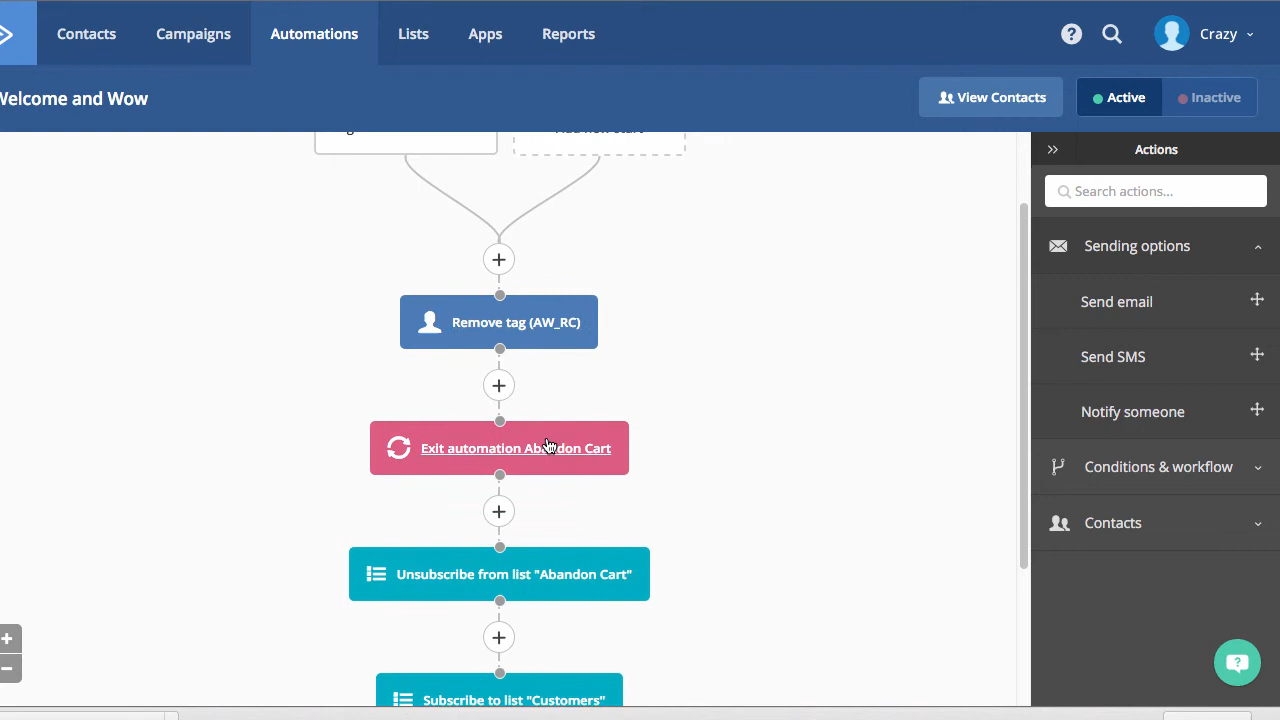 Contacts
Campaigns
Automations
Lists
Apps
Reports
Crazy
Welcome and Wow
View Contacts
Active
Inactive
Actions
Search actions...
Sending options
Send email
Send SMS
Notify someone
Conditions & workflow
Contacts
Remove tag (AW_RC)
Exit automation Abandon Cart
Unsubscribe from list "Abandon Cart"
Subscribe to list "Customers"